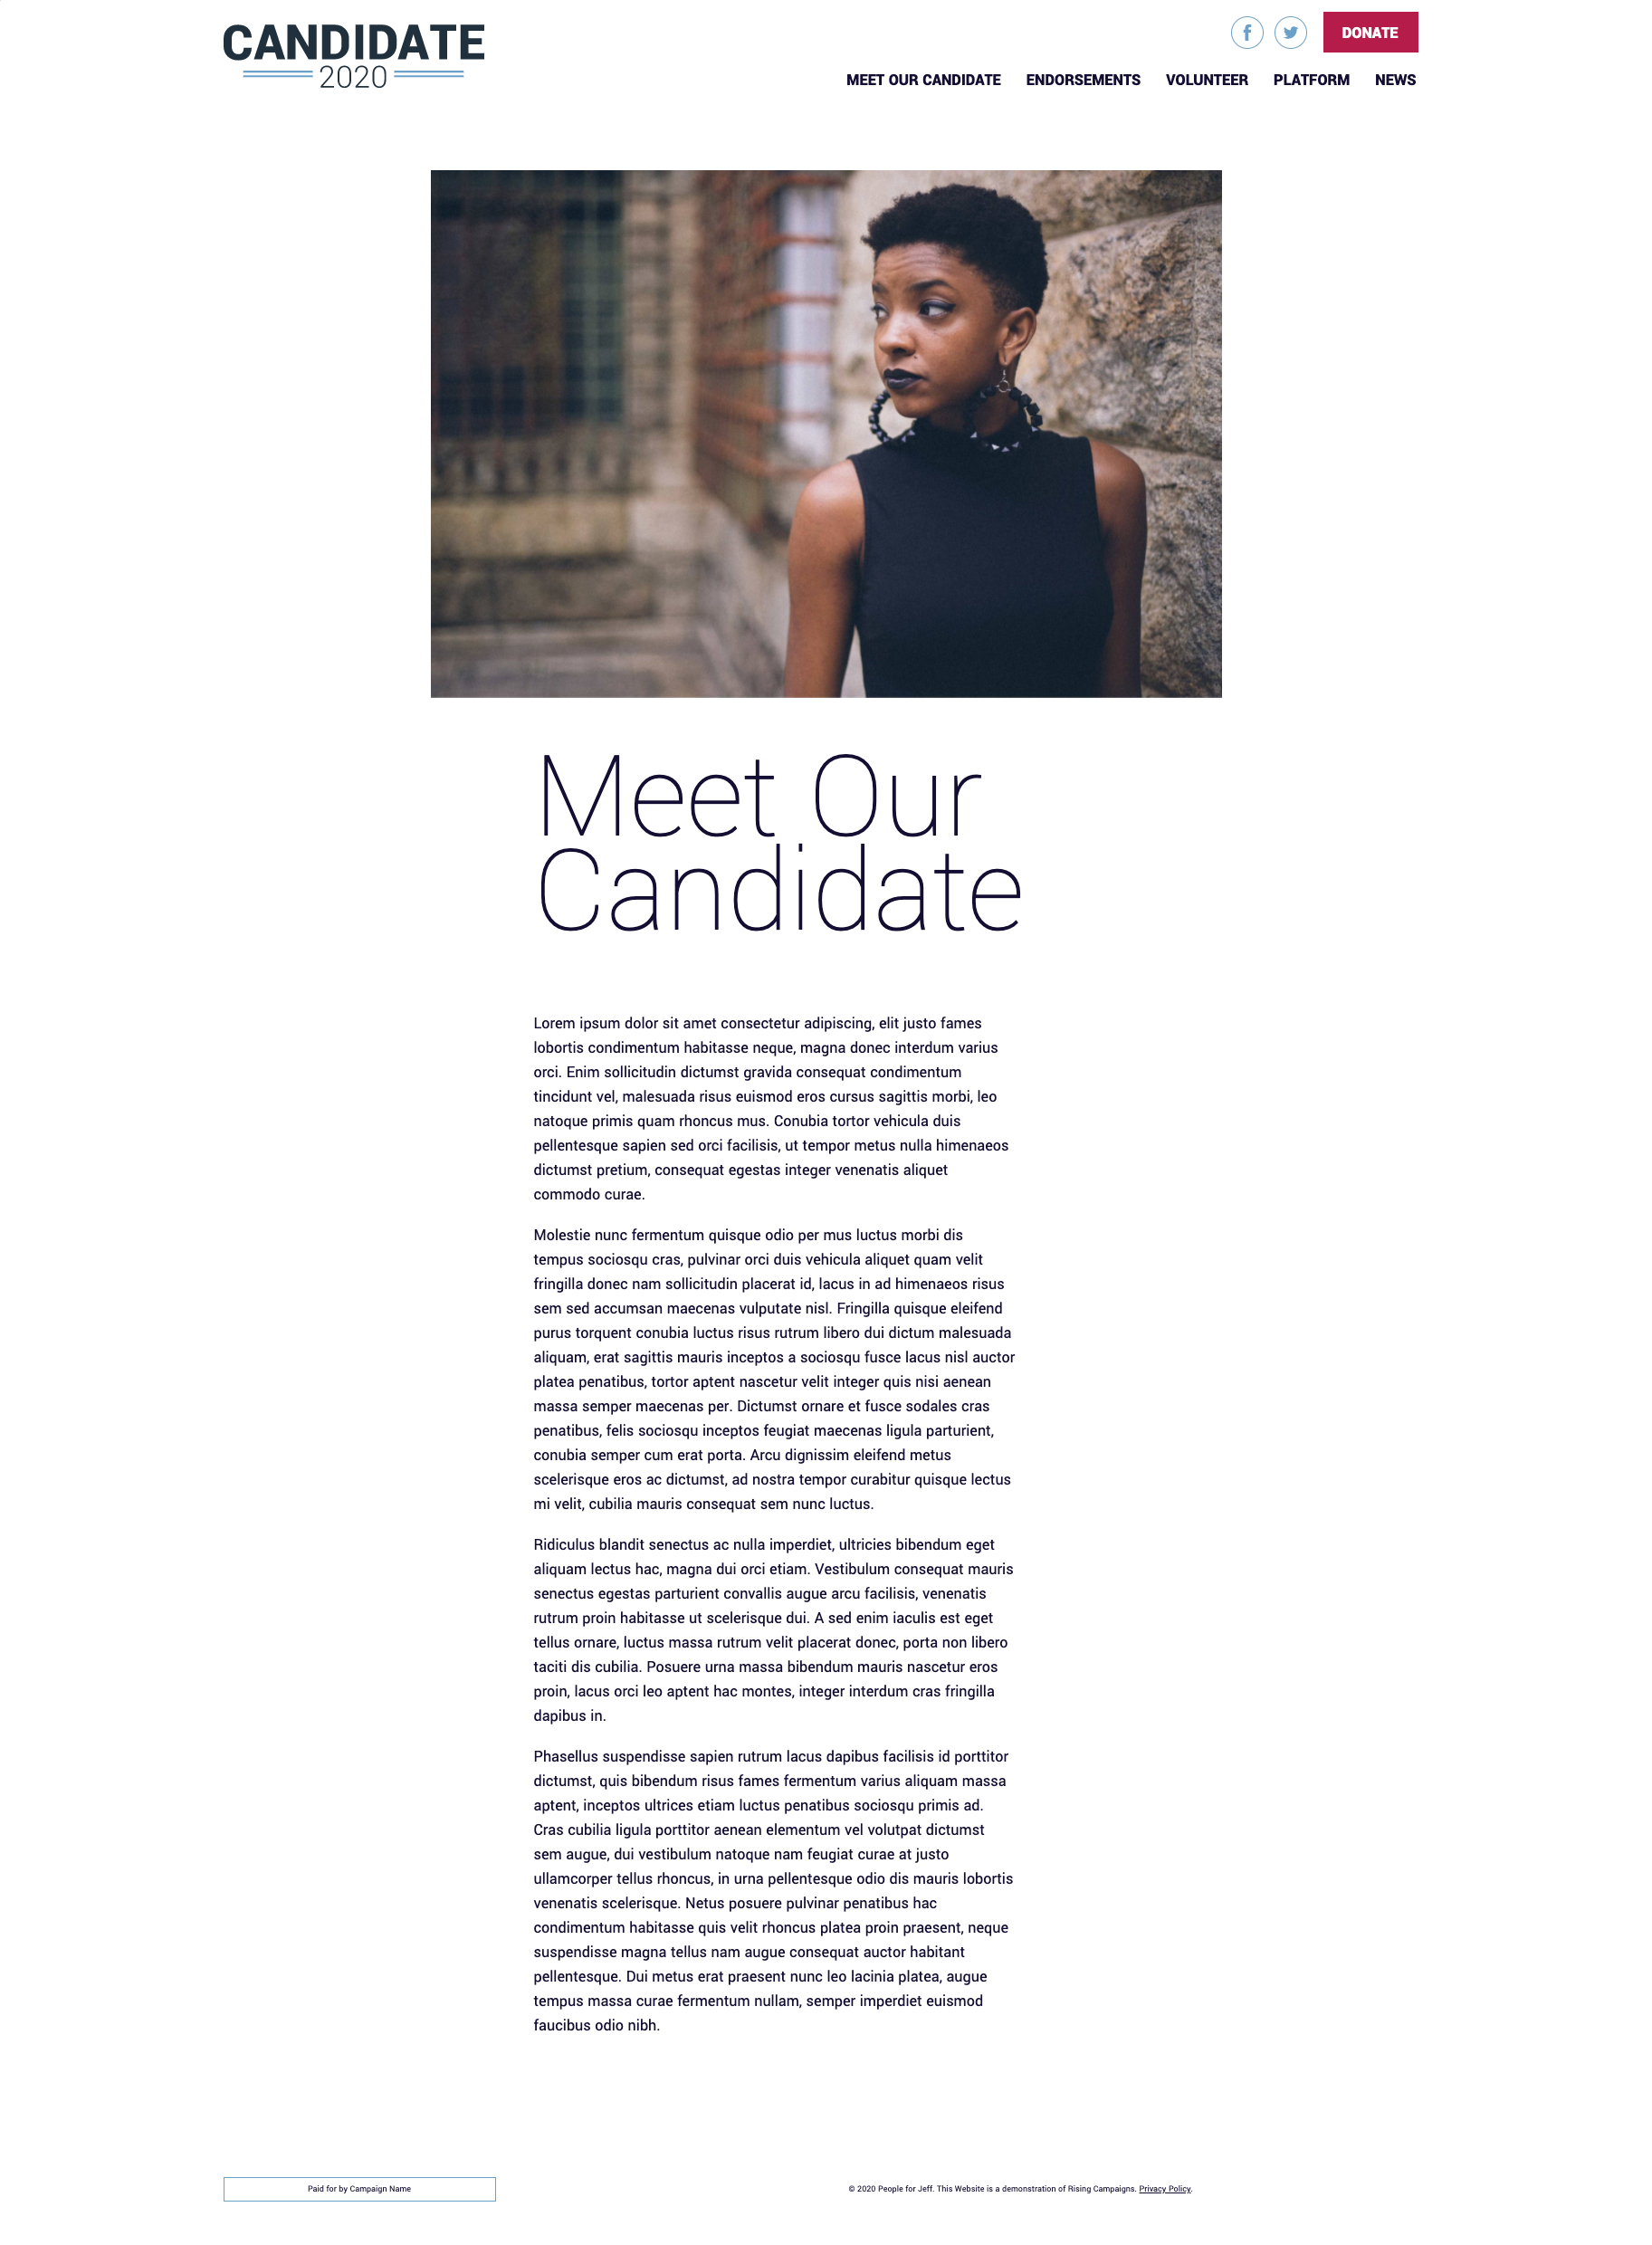 CANDIDATE
2020
DONATE
MEET OUR CANDIDATE ENDORSEMENTS VOLUNTEER PLATFORM NEWS
Meet Our
Candidate
Lorem ipsum dolor sit amet consectetur adipiscing, elit justo fames
lobortis condimentum habitasse neque, magna donec interdum varius
orci. Enim sollicitudin dictumst gravida consequat condimentum
tincidunt vel, malesuada risus euismod eros cursus sagittis morbi, leo
natoque primis quam rhoncus mus. Conubia tortor vehicula duis
pellentesque sapien sed orci facilisis, ut tempor metus nulla himenaeos
dictumst pretium, consequat egestas integer venenatis aliquet
commodo curae.
Molestie nunc fermentum quisque odio per mus luctus morbi dis
tempus sociosqu cras, pulvinar orci duis vehicula aliquet quam velit
fringilla donec nam sollicitudin placerat id, lacus in ad himenaeos risus
sem sed accumsan maecenas vulputate nisl. Fringilla quisque eleifend
purus torquent conubia luctus risus rutrum libero dui dictum malesuada
aliquam, erat sagittis mauris inceptos a sociosqu fusce lacus nisl auctor
platea penatibus, tortor aptent nascetur velit integer quis nisi aenean
massa semper maecenas per. Dictumst ornare et fusce sodales cras
penatibus, felis sociosqu inceptos feugiat maecenas ligula parturient,
conubia semper cum erat porta. Arcu dignissim eleifend metus
scelerisque eros ac dictumst, ad nostra tempor curabitur quisque lectus
mi velit, cubilia mauris consequat sem nunc luctus.
Ridiculus blandit senectus ac nulla imperdiet, ultricies bibendum eget
aliquam lectus hac, magna dui orci etiam. Vestibulum consequat mauris
senectus egestas parturient convallis augue arcu facilisis, venenatis
rutrum proin habitasse ut scelerisque dui. A sed enim iaculis est eget
tellus ornare, luctus massa rutrum velit placerat donec, porta non libero
taciti dis cubilia. Posuere urna massa bibendum mauris nascetur eros
proin, lacus orci leo aptent hac montes, integer interdum cras fringilla
dapibus in.
Phasellus suspendisse sapien rutrum lacus dapibus facilisis id porttitor
dictumst, quis bibendum risus fames fermentum varius aliquam massa
aptent, inceptos ultrices etiam luctus penatibus sociosqu primis ad.
Cras cubilia ligula porttitor aenean elementum vel volutpat dictumst
sem augue, dui vestibulum natoque nam feugiat curae at justo
ullamcorper tellus rhoncus, in urna pellentesque odio dis mauris lobortis
venenatis scelerisque. Netus posuere pulvinar penatibus hac
condimentum habitasse quis velit rhoncus platea proin praesent, neque
suspendisse magna tellus nam augue consequat auctor habitant
pellentesque. Dui metus erat praesent nunc leo lacinia platea, augue
tempus massa curae fermentum nullam, semper imperdiet euismod
faucibus odio nibh.
Paid for by Campaign Name
© 2020 People for Jeff. This Website is a demonstration of Rising Campaigns. Privacy Policy.